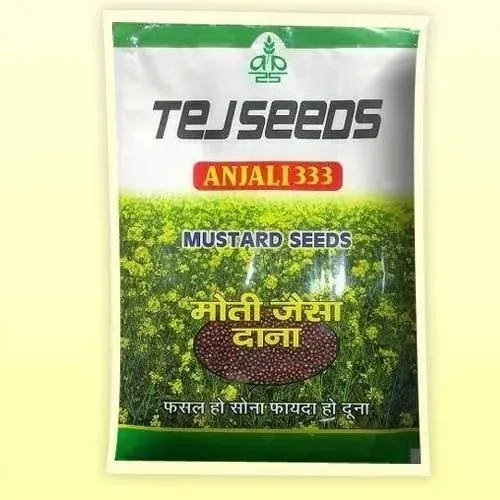 TEJSEEDS
ANJALI 333
MUSTARD SEEDS
मोती जैसा
दाना
फसल हो सोना फायदा हो दूना